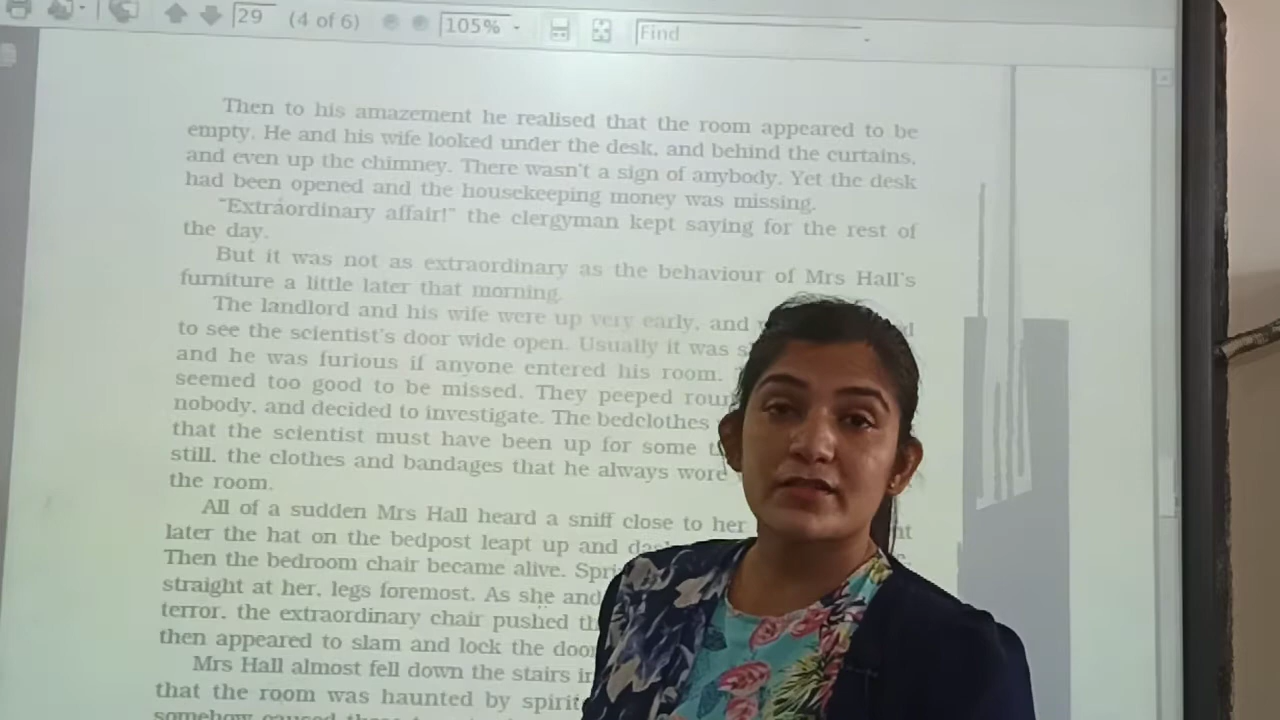 29 (4 of 6) 105% Find
Then to his amazement he realised that the room appeared to be
empty. He and his wife looked under the desk, and behind the curtains,
and even up the chimney. There wasn't a sign of anybody. Yet the desk
had been opened and the housekeeping money was missing.
"Extraordinary affair!" the clergyman kept saying for the rest of
the day.
But it was not as extraordinary as the behaviour of Mrs Hall's
furniture a little later that morning.
The landlord and his wife were up very early, and
to see the scientist's door wide open. Usually it was
and he was furious if anyone entered his room.
seemed too good to be missed. They peeped
nobody, and decided to investigate. The bedclothes
that the scientist must have been up for some
still, the clothes and bandages that he always wore
the room.
All of a sudden Mrs Hall heard a sniff close to her
later the hat on the bedpost leapt up and
Then the bedroom chair became alive.
straight at her, legs foremost. As she and
terror, the extraordinary chair pushed
then appeared to slam and lock the door
Mrs Hall almost fell down the stairs
that the room was haunted by
somehow caused